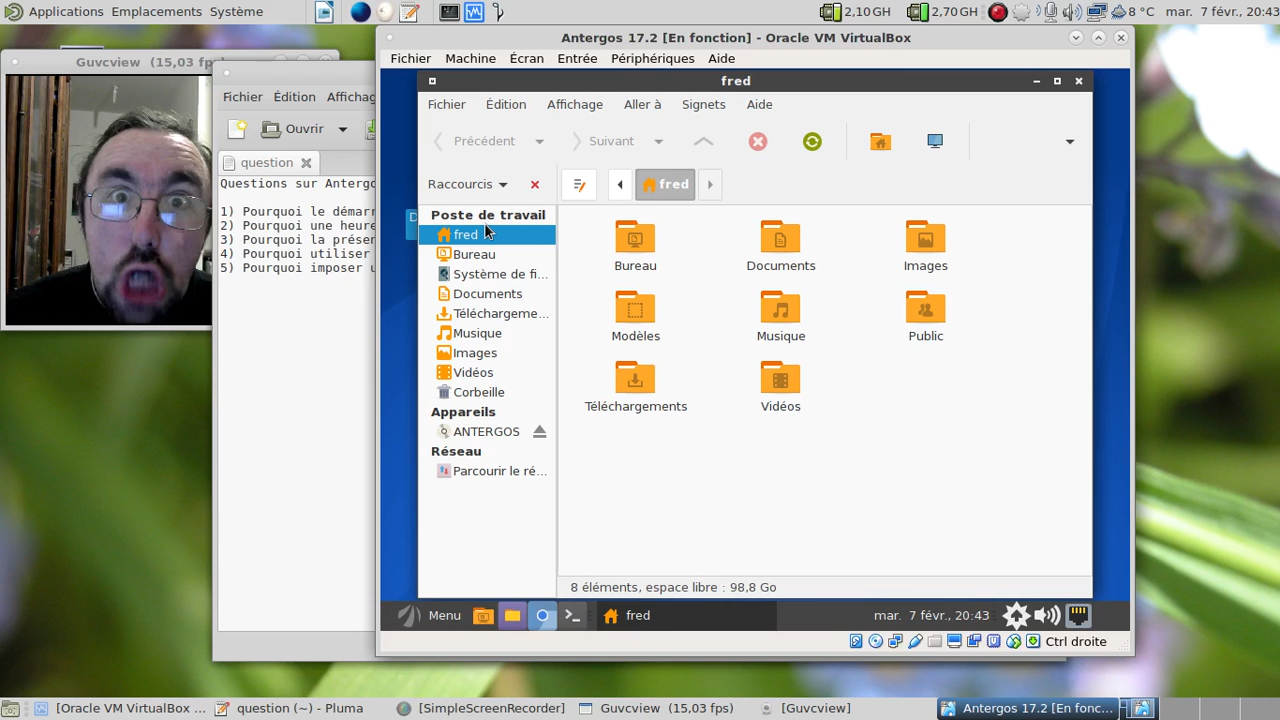 Applications Emplacements Système
2,10 GH 2,70 GH 8 °C mar. 7 févr., 20:43
Guvcview (15,03 fp
Fichier Édition Affichag
Ouvrir
question
Questions sur Antergo
1) Pourquoi le démarr
2) Pourquoi une heure
3) Pourquoi la présen
4) Pourquoi utiliser
5) Pourquoi imposer u
Antergos 17.2 [En fonction] - Oracle VM VirtualBox
Fichier Machine Écran Entrée Périphériques Aide
fred
Fichier Édition Affichage Aller à Signets Aide
Précédent Suivant
Raccourcis fred
Poste de travail
fred
Bureau
Système de fi...
Documents
Téléchargeme...
Musique
Images
Vidéos
Corbeille
Appareils
ANTERGOS
Réseau
Parcourir le ré...
Bureau Documents Images
Modèles Musique Public
Téléchargements Vidéos
8 éléments, espace libre : 98,8 Go
Menu fred mar. 7 févr., 20:43
Ctrl droite
[Oracle VM VirtualBox ... question (~) - Pluma [SimpleScreenRecorder] Guvcview (15,03 fps) [Guvcview] Antergos 17.2 [En fonc...